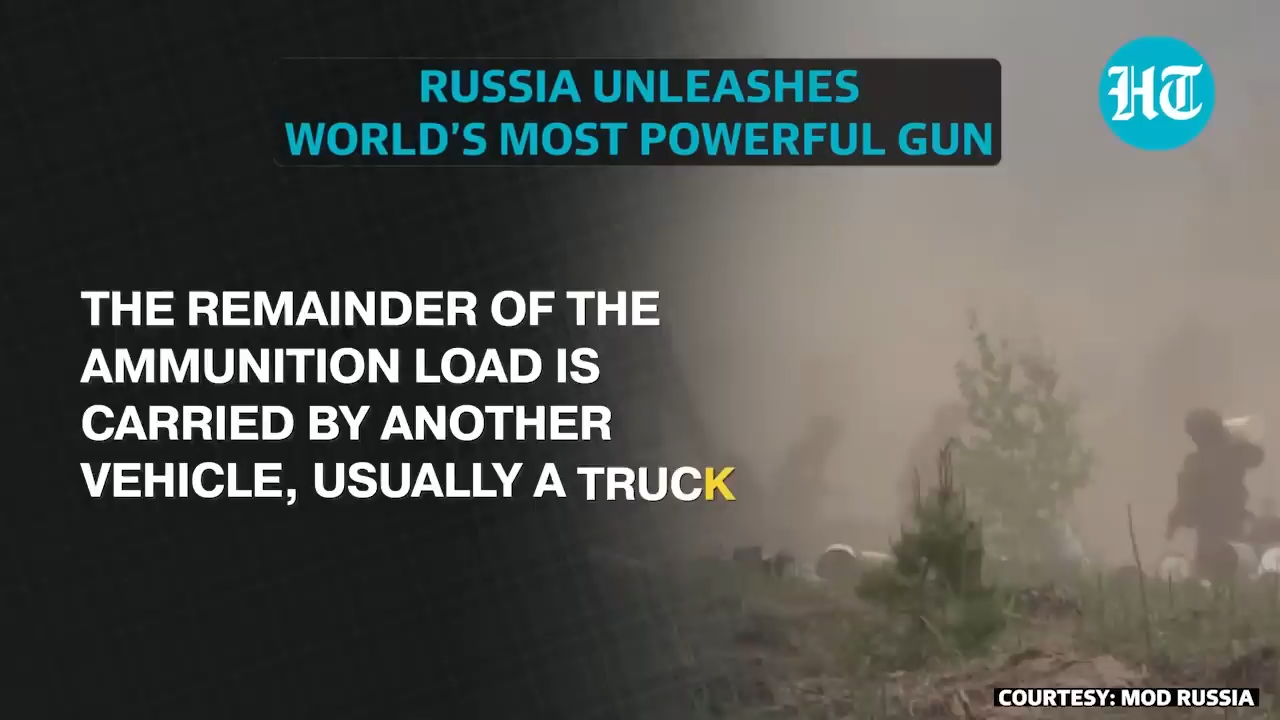 RUSSIA UNLEASHES
WORLD'S MOST POWERFUL GUN
HT
THE REMAINDER OF THE
AMMUNITION LOAD IS
CARRIED BY ANOTHER
VEHICLE, USUALLY A TRUCK
COURTESY: MOD RUSSIA